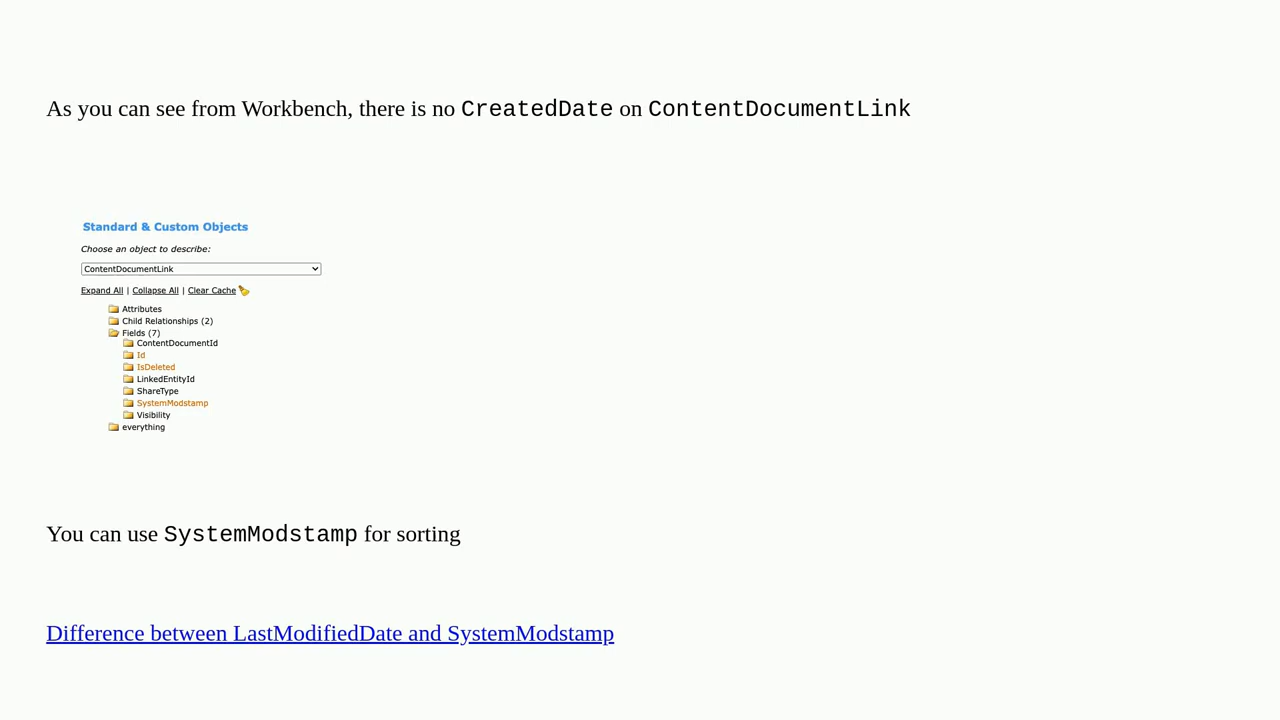 As you can see from Workbench, there is no CreatedDate on ContentDocumentLink
Standard & Custom Objects
Choose an object to describe:
ContentDocumentLink
Expand All | Collapse All | Clear Cache
Attributes
Child Relationships (2)
Fields (7)
ContentDocumentId
Id
IsDeleted
LinkedEntityId
ShareType
SystemModstamp
Visibility
everything
You can use SystemModstamp for sorting
Difference between LastModifiedDate and SystemModstamp